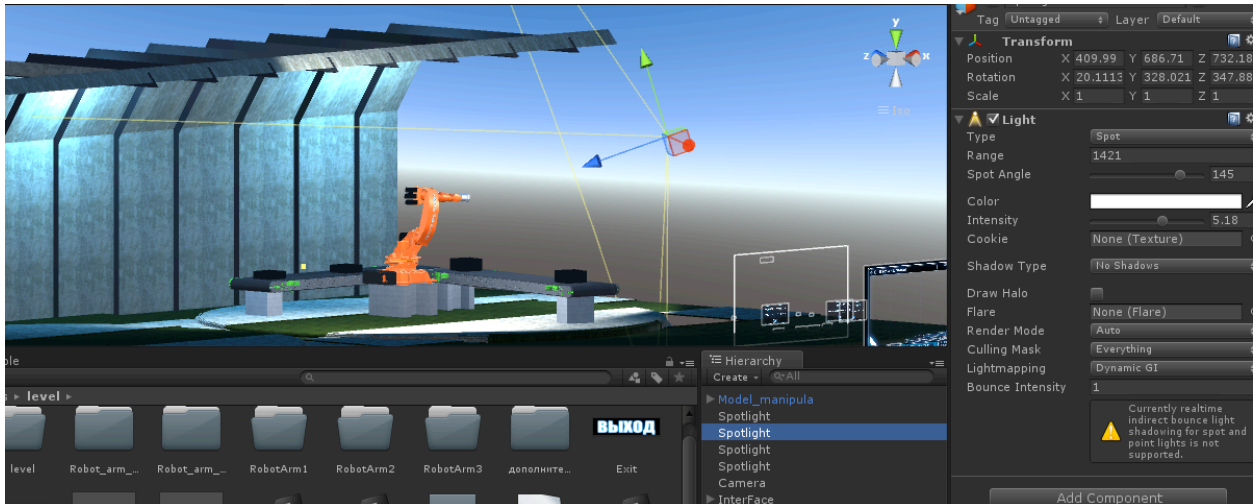 Tag Untagged Layer Default
Transform
Position X 409.99 Y 686.71 Z 732.18
Rotation X 20.1113 Y 328.021 Z 347.88
Scale X 1 Y 1 Z 1
Light
Type Spot
Range 1421
Spot Angle 145
Color
Intensity 5.18
Cookie None (Texture)
Shadow Type No Shadows
Draw Halo
Flare None (Flare)
Render Mode Auto
Culling Mask Everything
Lightmapping Dynamic GI
Bounce Intensity 1
Currently realtime
indirect bounce light
shadowing for spot and
point lights is not
supported.
Add Component
y
z x
Iso
ole
s ▸ level ▸
level Robot_arm_... Robot_arm_... RobotArm1 RobotArm2 RobotArm3 дополните... Exit
ВЫХОД
Hierarchy
Create All
Model_manipula
Spotlight
Spotlight
Spotlight
Spotlight
Camera
InterFace